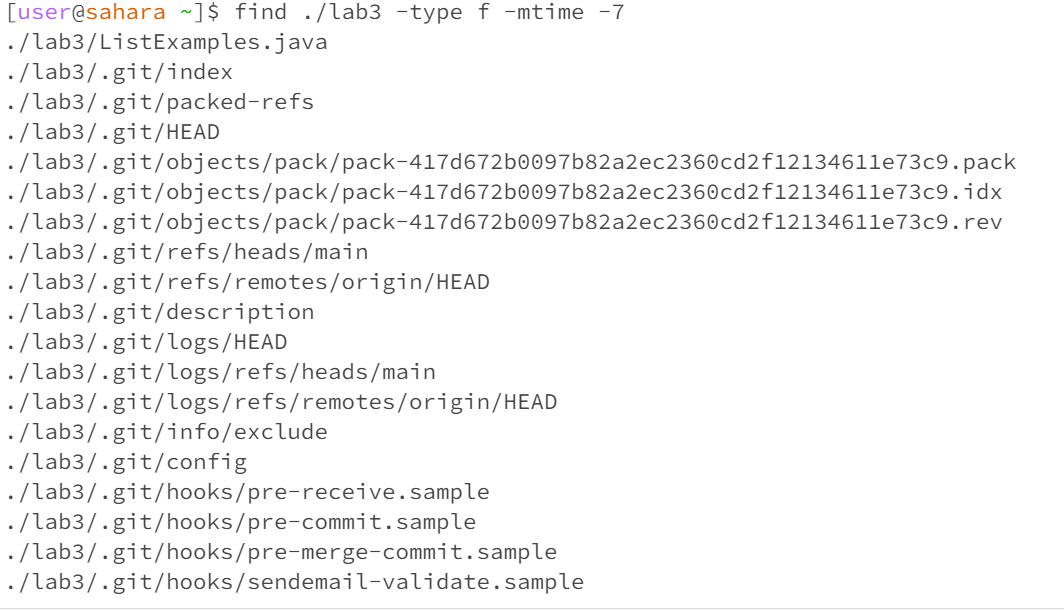 [user@sahara ~]$ find ./lab3 -type f -mtime -7
./lab3/ListExamples.java
./lab3/.git/index
./lab3/.git/packed-refs
./lab3/.git/HEAD
./lab3/.git/objects/pack/pack-417d672b0097b82a2ec2360cd2f12134611e73c9.pack
./lab3/.git/objects/pack/pack-417d672b0097b82a2ec2360cd2f12134611e73c9.idx
./lab3/.git/objects/pack/pack-417d672b0097b82a2ec2360cd2f12134611e73c9.rev
./lab3/.git/refs/heads/main
./lab3/.git/refs/remotes/origin/HEAD
./lab3/.git/description
./lab3/.git/logs/HEAD
./lab3/.git/logs/refs/heads/main
./lab3/.git/logs/refs/remotes/origin/HEAD
./lab3/.git/info/exclude
./lab3/.git/config
./lab3/.git/hooks/pre-receive.sample
./lab3/.git/hooks/pre-commit.sample
./lab3/.git/hooks/pre-merge-commit.sample
./lab3/.git/hooks/sendemail-validate.sample